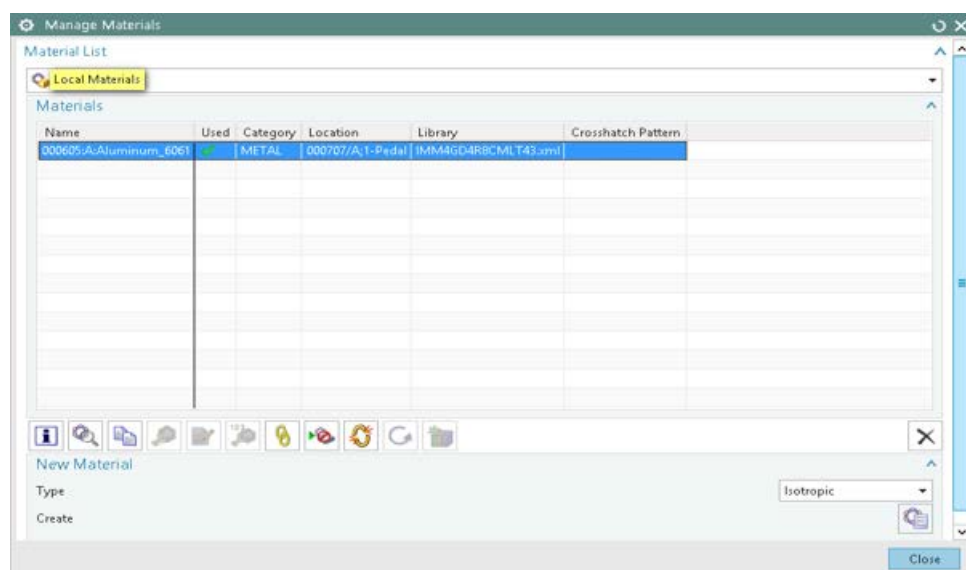 Manage Materials
Material List
Local Materials
Materials
Name Used Category Location Library Crosshatch Pattern
000605:A:Aluminum_6061 METAL 000707/A;1-Pedal IMM4GD4R8CMLT43.xml
New Material
Type Isotropic
Create
Close